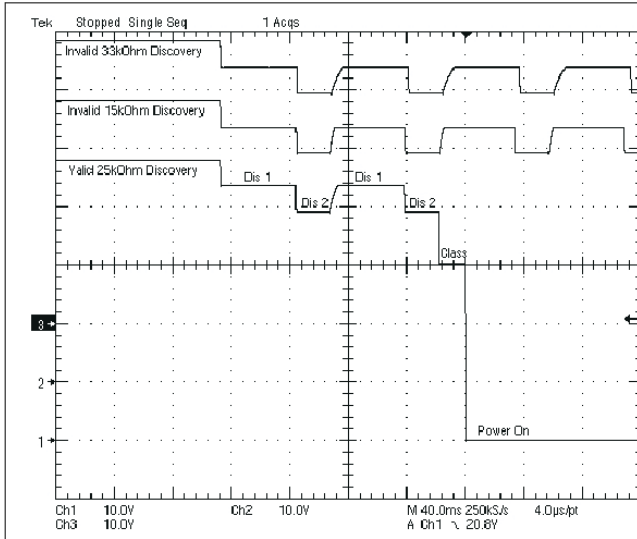 Tek Stopped Single Seq 1 Acqs
Invalid 33kOhm Discovery
Invalid 15kOhm Discovery
Valid 25kOhm Discovery
Dis 1
Dis 1
Dis 2
Dis 2
Class
3
2
1
Power On
Ch1 10.0V Ch2 10.0V M 40.0ms 250kS/s 4.0µs/pt
Ch3 10.0V A Ch1 ↘ 20.8V